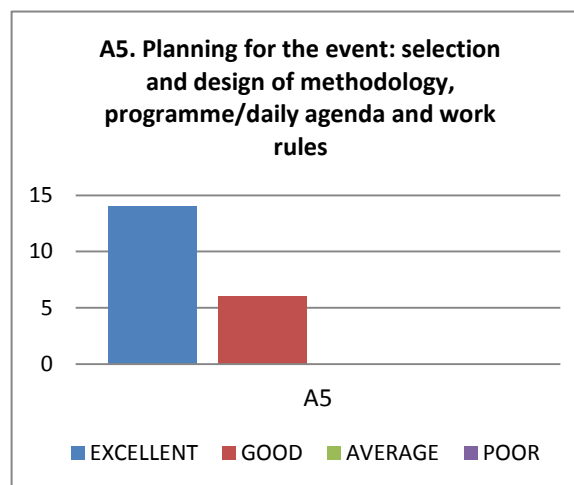 A5. Planning for the event: selection
and design of methodology,
programme/daily agenda and work
rules
15
10
5
0
A5
EXCELLENT GOOD AVERAGE POOR